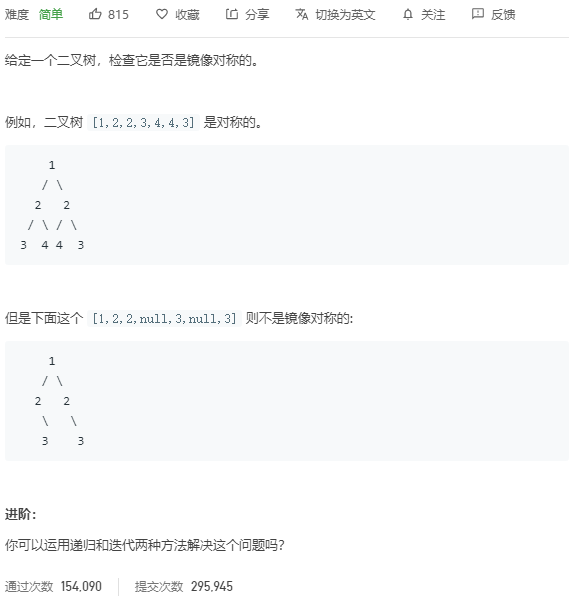 难度 简单 815 收藏 分享 切换为英文 关注 反馈
给定一个二叉树，检查它是否是镜像对称的。
例如，二叉树 [1,2,2,3,4,4,3] 是对称的。
1
/ \
2 2
/ \ / \
3 4 4 3
但是下面这个 [1,2,2,null,3,null,3] 则不是镜像对称的:
1
/ \
2 2
\ \
3 3
进阶：
你可以运用递归和迭代两种方法解决这个问题吗？
通过次数 154,090 提交次数 295,945